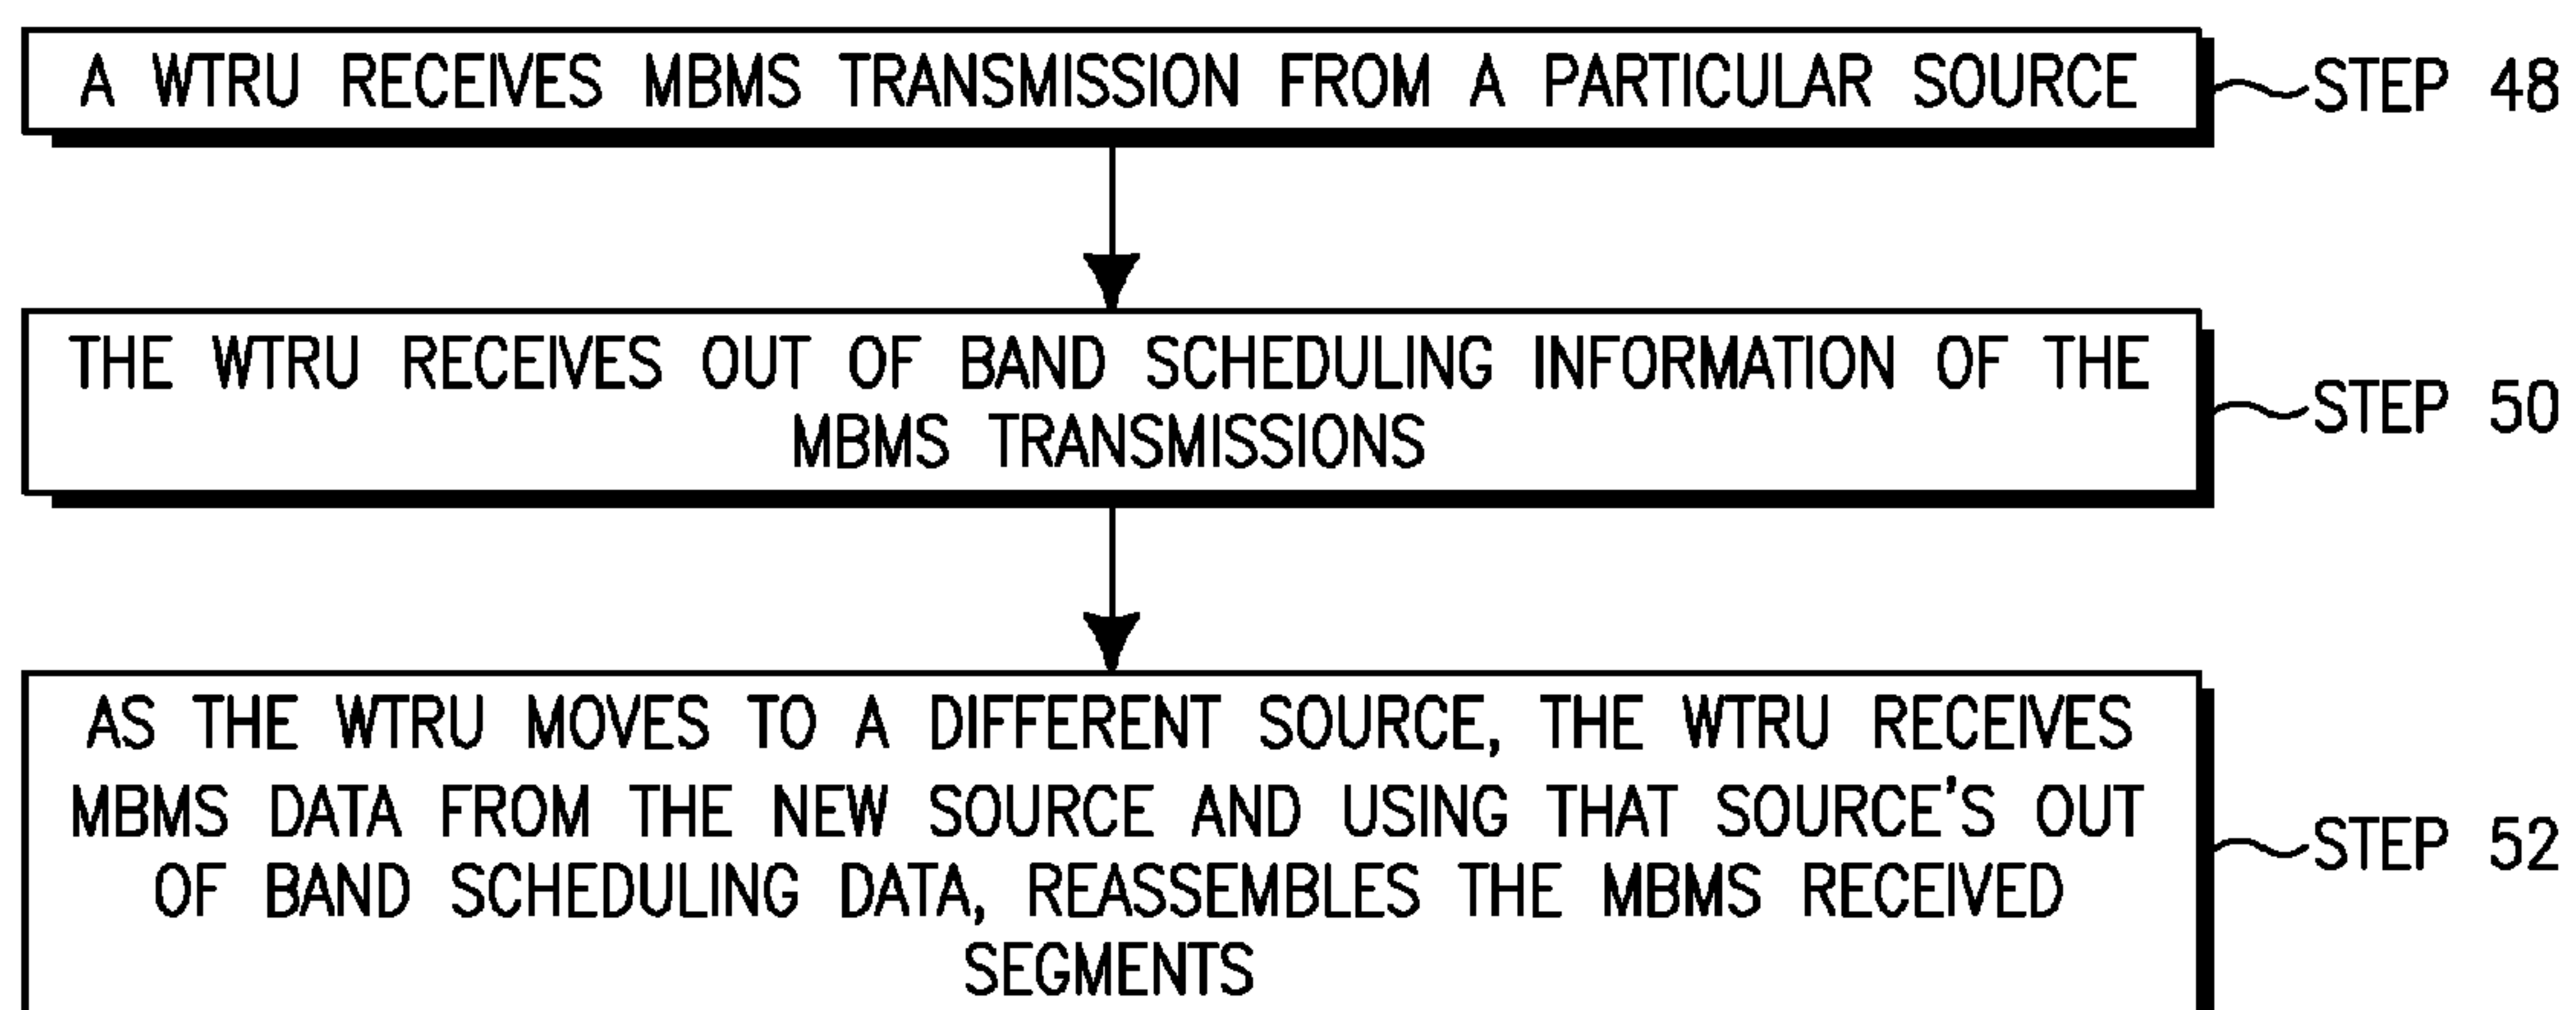 A WTRU RECEIVES MBMS TRANSMISSION FROM A PARTICULAR SOURCE
STEP 48
THE WTRU RECEIVES OUT OF BAND SCHEDULING INFORMATION OF THE
MBMS TRANSMISSIONS
STEP 50
AS THE WTRU MOVES TO A DIFFERENT SOURCE, THE WTRU RECEIVES
MBMS DATA FROM THE NEW SOURCE AND USING THAT SOURCE'S OUT
OF BAND SCHEDULING DATA, REASSEMBLES THE MBMS RECEIVED
SEGMENTS
STEP 52